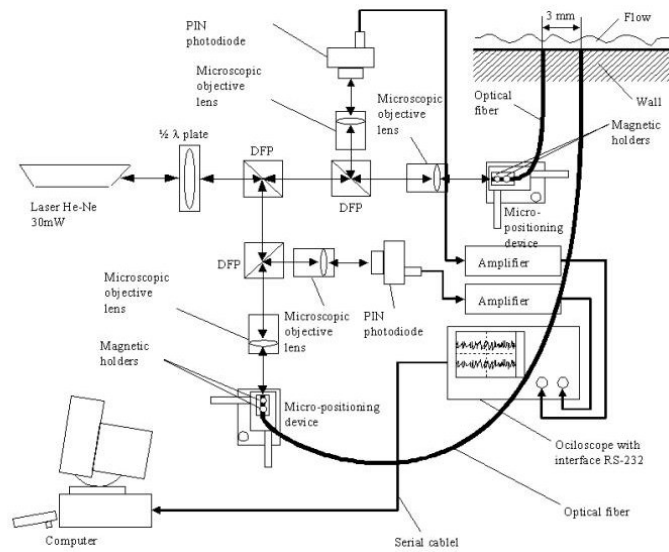 PIN
photodiode
3 mm
Flow
Microscopic
objective
lens
Microscopic
objective
lens
Optical
fiber
Wall
Magnetic
holders
½ λ plate
DFP
DFP
Laser He-Ne
30mW
Micro-
positioning
device
DFP
Amplifier
Amplifier
Microscopic
objective
lens
Microscopic
objective
lens
PIN
photodiode
Magnetic
holders
Micro-positioning
device
Ociloscope with
interface RS-232
Optical fiber
Computer
Serial cablel